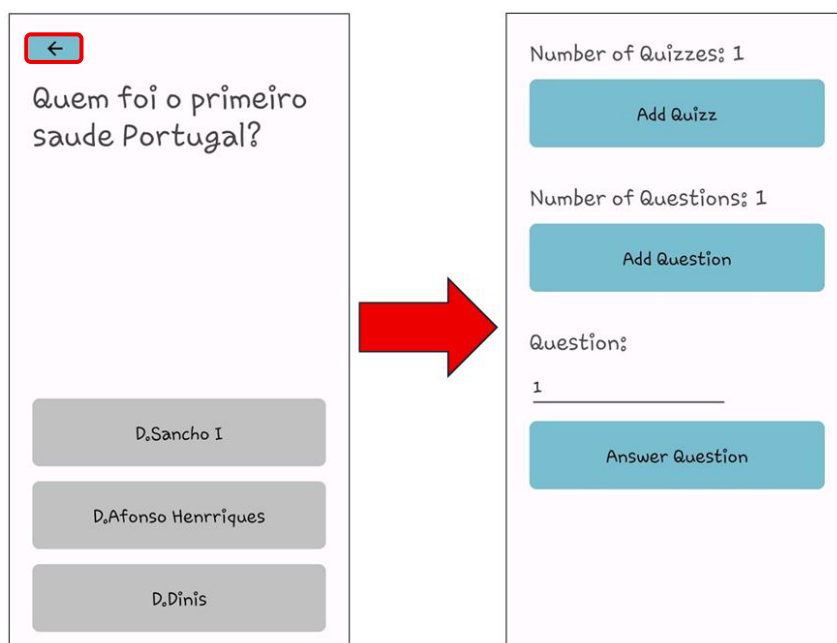 ←
Quem foi o primeiro
saude Portugal?
D.Sancho I
D.Afonso Henrriques
D.Dinis
Number of Quizzes: 1
Add Quizz
Number of Questions: 1
Add Question
Question:
1
Answer Question